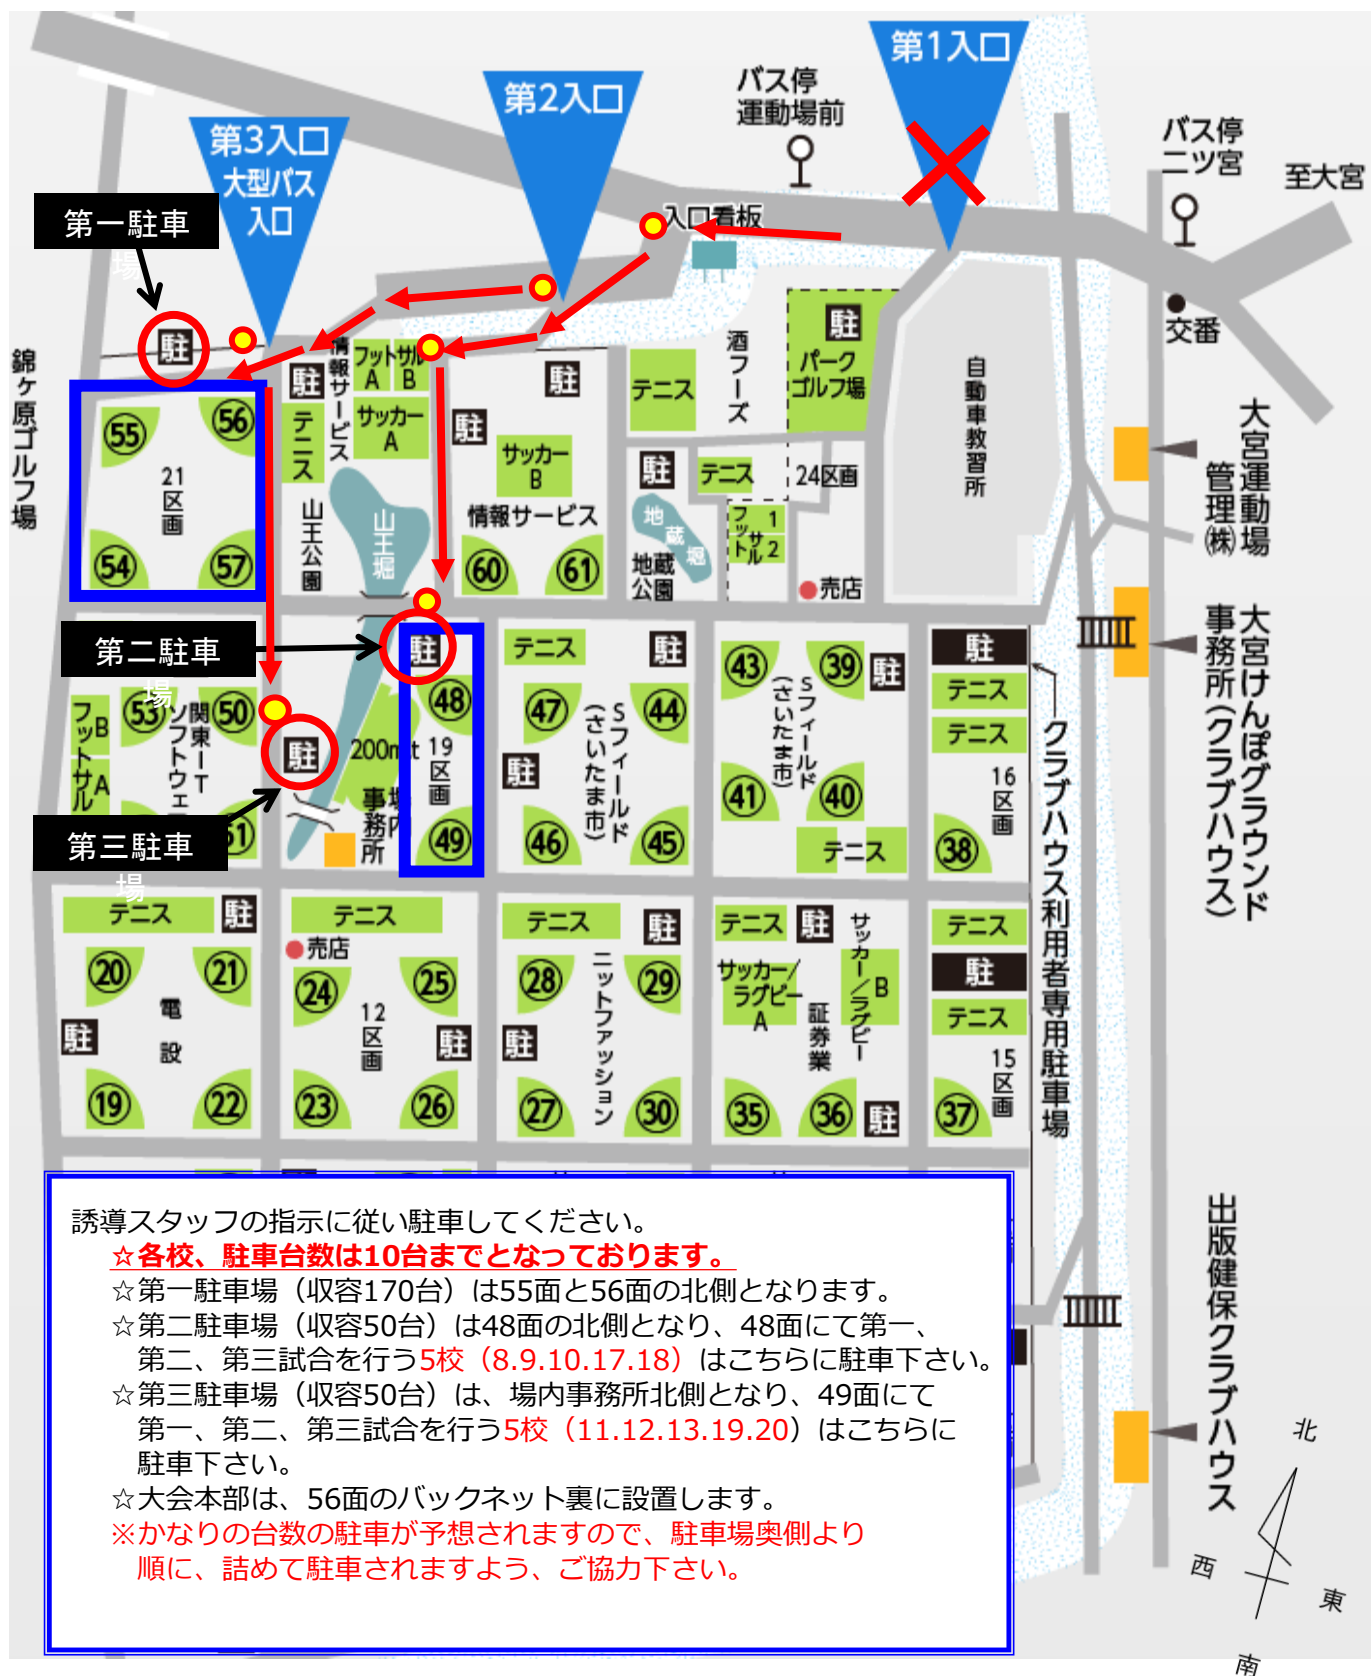 第1入口
第2入口
第3入口
大型バス
入口
バス停
運動場前
バス停
二ツ宮
至大宮
入口看板
交番
第一駐車
場
駐
錦ヶ原ゴルフ場
55
56
21区画
54
57
駐
情報サービス
フットサル
A B
サッカー
A
テニス
山王公園
山王堀
駐
駐
サッカー
B
情報サービス
60
61
テニス
酒フーズ
駐
パーク
ゴルフ場
自動車教習所
駐
テニス
24区画
地蔵堀
地蔵
公園
フットサル
1
2
売店
大宮運動場
管理㈱
大宮けんぽグラウンド
事務所(クラブハウス)
第二駐車
場
駐
48
19区画
49
200mt
場内
事務所
フットサル
B
A
53
50
関東IT
ソフトウェ
51
駐
第三駐車
場
テニス
駐
47
44
Sフィールド
(さいたま市)
駐
46
45
43
39
駐
Sフィールド
(さいたま市)
41
40
テニス
駐
テニス
テニス
16区画
38
クラブハウス利用者専用駐車場
テニス
駐
20
21
電設
駐
19
22
テニス
売店
24
25
12区画
駐
23
26
テニス
駐
28
29
ニットファッション
駐
27
30
テニス
駐
サッカー/
ラグビー
A
サッカー/ラグビー
B
証券業
35
36
駐
テニス
駐
テニス
15区画
37
出版健保クラブハウス
誘導スタッフの指示に従い駐車してください。
☆各校、駐車台数は10台までとなっております。
☆第一駐車場（収容170台）は55面と56面の北側となります。
☆第二駐車場（収容50台）は48面の北側となり、48面にて第一、
第二、第三試合を行う5校（8.9.10.17.18）はこちらに駐車下さい。
☆第三駐車場（収容50台）は、場内事務所北側となり、49面にて
第一、第二、第三試合を行う5校（11.12.13.19.20）はこちらに
駐車下さい。
☆大会本部は、56面のバックネット裏に設置します。
※かなりの台数の駐車が予想されますので、駐車場奥側より
順に、詰めて駐車されますよう、ご協力下さい。
北
西
東
南